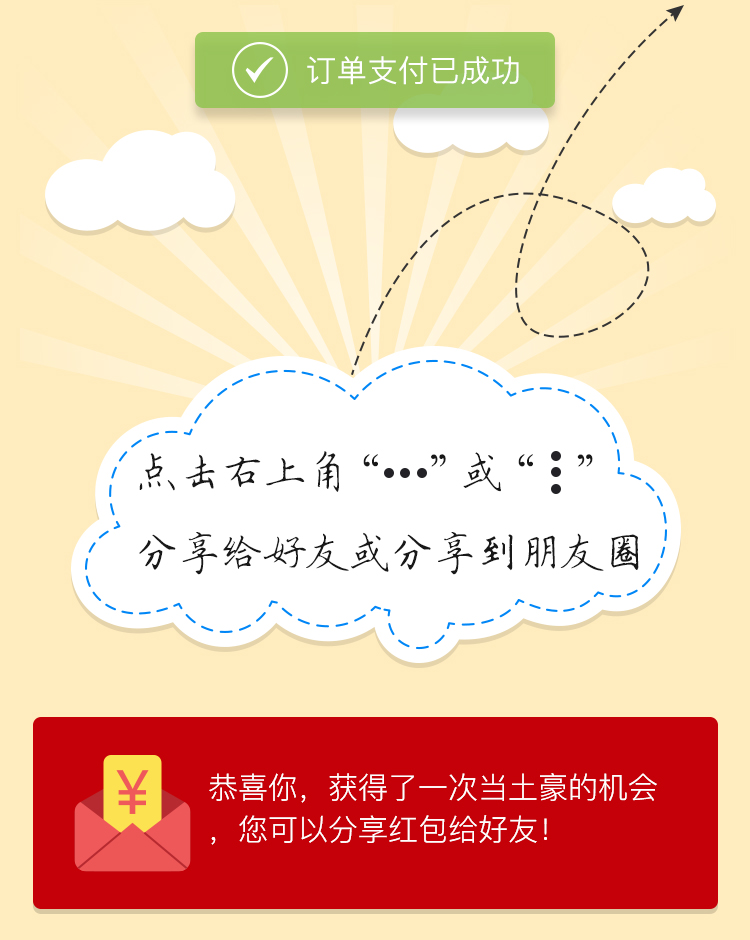 订单支付已成功
点击右上角“•••”或“⋮”
分享给好友或分享到朋友圈
¥
恭喜你，获得了一次当土豪的机会
，您可以分享红包给好友！